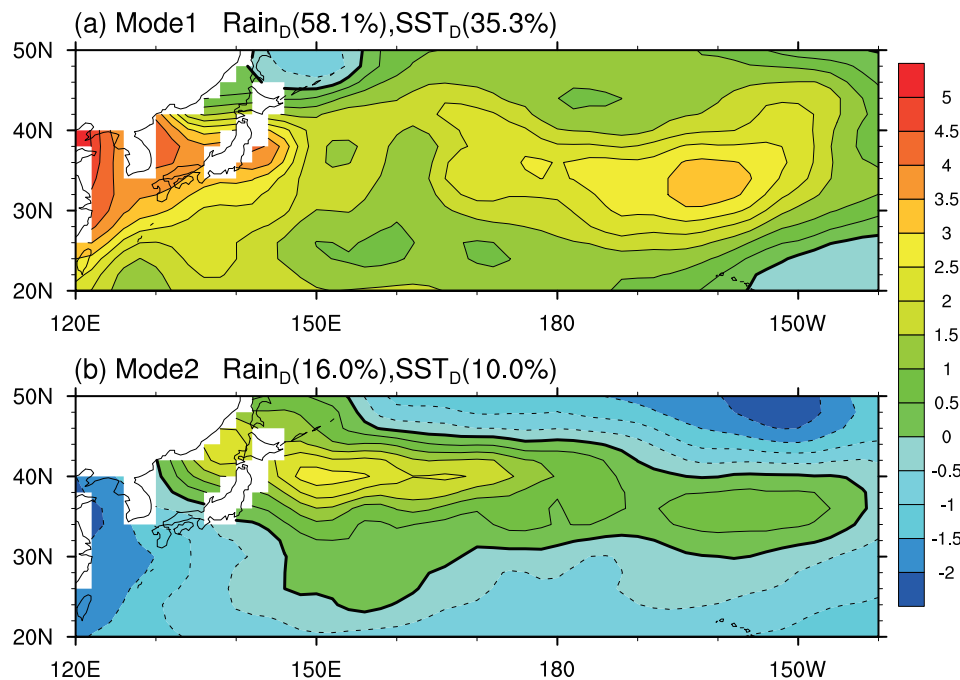 (a) Mode1 Rain_D(58.1%),SST_D(35.3%)
50N
40N
30N
20N
120E 150E 180 150W
(b) Mode2 Rain_D(16.0%),SST_D(10.0%)
50N
40N
30N
20N
120E 150E 180 150W
5
4.5
4
3.5
3
2.5
2
1.5
1
0.5
0
-0.5
-1
-1.5
-2